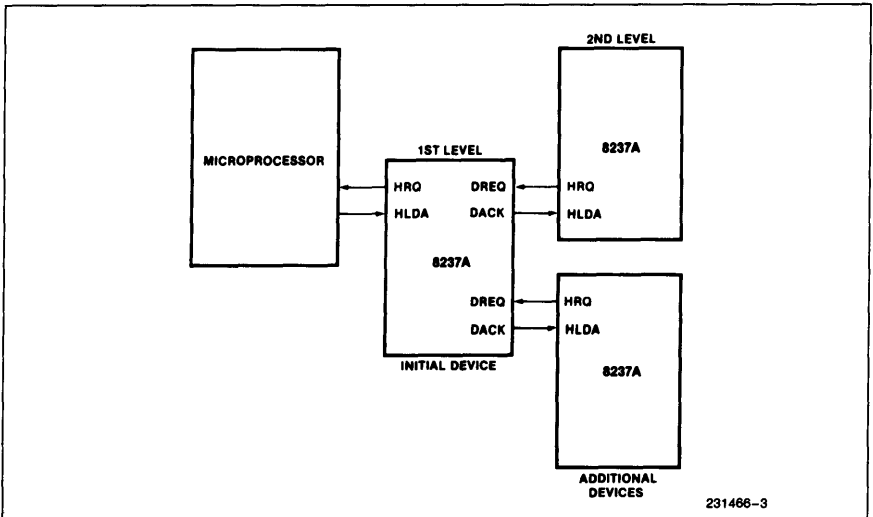 2ND LEVEL
8237A
HRQ
HLDA
MICROPROCESSOR
1ST LEVEL
HRQ DREQ
HLDA DACK
8237A
DREQ
DACK
INITIAL DEVICE
HRQ
HLDA
8237A
ADDITIONAL
DEVICES
231466-3